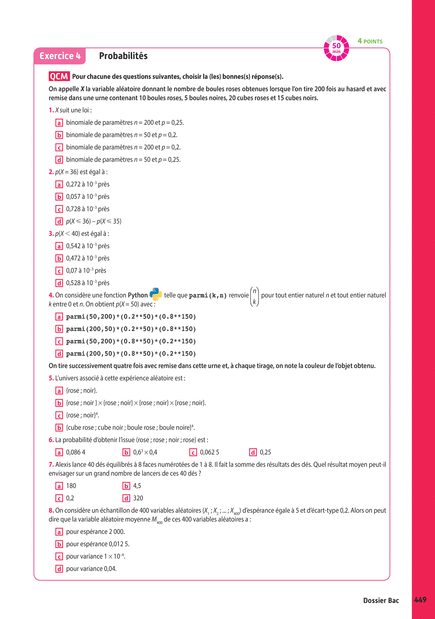 50
min
4 POINTS
Exercice 4 Probabilités
QCM Pour chacune des questions suivantes, choisir la (les) bonnes(s) réponse(s).
On appelle X la variable aléatoire donnant le nombre de boules roses obtenues lorsque l'on tire 200 fois au hasard et avec
remise dans une urne contenant 10 boules roses, 5 boules noires, 20 cubes roses et 15 cubes noirs.
1. X suit une loi :
a binomiale de paramètres n = 200 et p = 0,25.
b binomiale de paramètres n = 50 et p = 0,2.
c binomiale de paramètres n = 200 et p = 0,2.
d binomiale de paramètres n = 50 et p = 0,25.
2. p(X = 36) est égal à :
a 0,272 à 10⁻³ près
b 0,057 à 10⁻³ près
c 0,728 à 10⁻³ près
d p(X ⩽ 36) – p(X ⩽ 35)
3. p(X < 40) est égal à :
a 0,542 à 10⁻³ près
b 0,472 à 10⁻³ près
c 0,07 à 10⁻³ près
d 0,528 à 10⁻³ près
4. On considère une fonction Python telle que parmi(k,n) renvoie (n k) pour tout entier naturel n et tout entier naturel
k entre 0 et n. On obtient p(X = 50) avec :
a parmi(50,200)*(0.2**50)*(0.8**150)
b parmi(200,50)*(0.2**50)*(0.8**150)
c parmi(50,200)*(0.8**50)*(0.2**150)
d parmi(200,50)*(0.8**50)*(0.2**150)
On tire successivement quatre fois avec remise dans cette urne et, à chaque tirage, on note la couleur de l'objet obtenu.
5. L'univers associé à cette expérience aléatoire est :
a {rose ; noir}.
b {rose ; noir } × {rose ; noir} × {rose ; noir} × {rose ; noir}.
c {rose ; noir}⁴.
b {cube rose ; cube noir ; boule rose ; boule noire}⁴.
6. La probabilité d'obtenir l'issue (rose ; rose ; noir ; rose) est :
a 0,086 4 b 0,6³ × 0,4 c 0,062 5 d 0,25
7. Alexis lance 40 dés équilibrés à 8 faces numérotées de 1 à 8. Il fait la somme des résultats des dés. Quel résultat moyen peut-il
envisager sur un grand nombre de lancers de ces 40 dés ?
a 180 b 4,5
c 0,2 d 320
8. On considère un échantillon de 400 variables aléatoires (X₁ ; X₂ ; ... ; X₄₀₀) d'espérance égale à 5 et d'écart-type 0,2. Alors on peut
dire que la variable aléatoire moyenne M₄₀₀ de ces 400 variables aléatoires a :
a pour espérance 2 000.
b pour espérance 0,012 5.
c pour variance 1 × 10⁻⁴.
d pour variance 0,04.
Dossier Bac 449